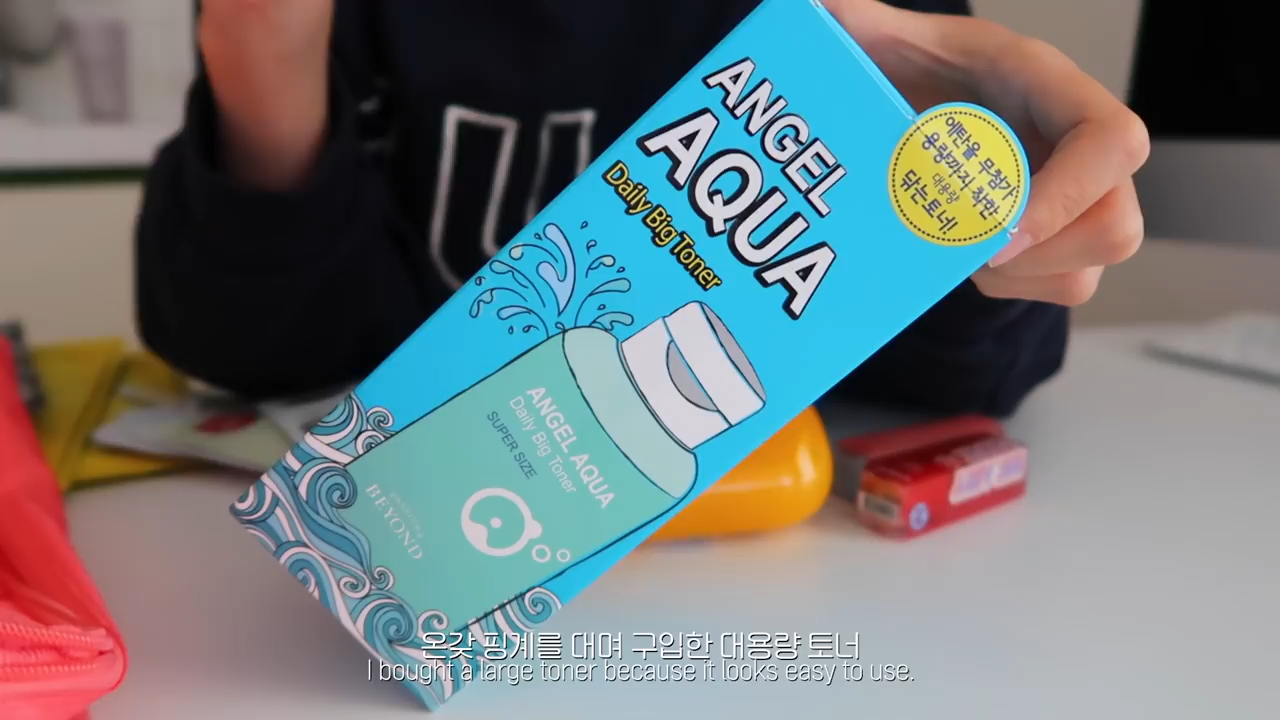 ANGEL
AQUA
Daily Big Toner
에탄올 무첨가
용량까지 착한
대용량
닦는토너!
ANGEL AQUA
Daily Big Toner
SUPER SIZE
BEYOND
U
온갖 핑계를 대며 구입한 대용량 토너
I bought a large toner because it looks easy to use.